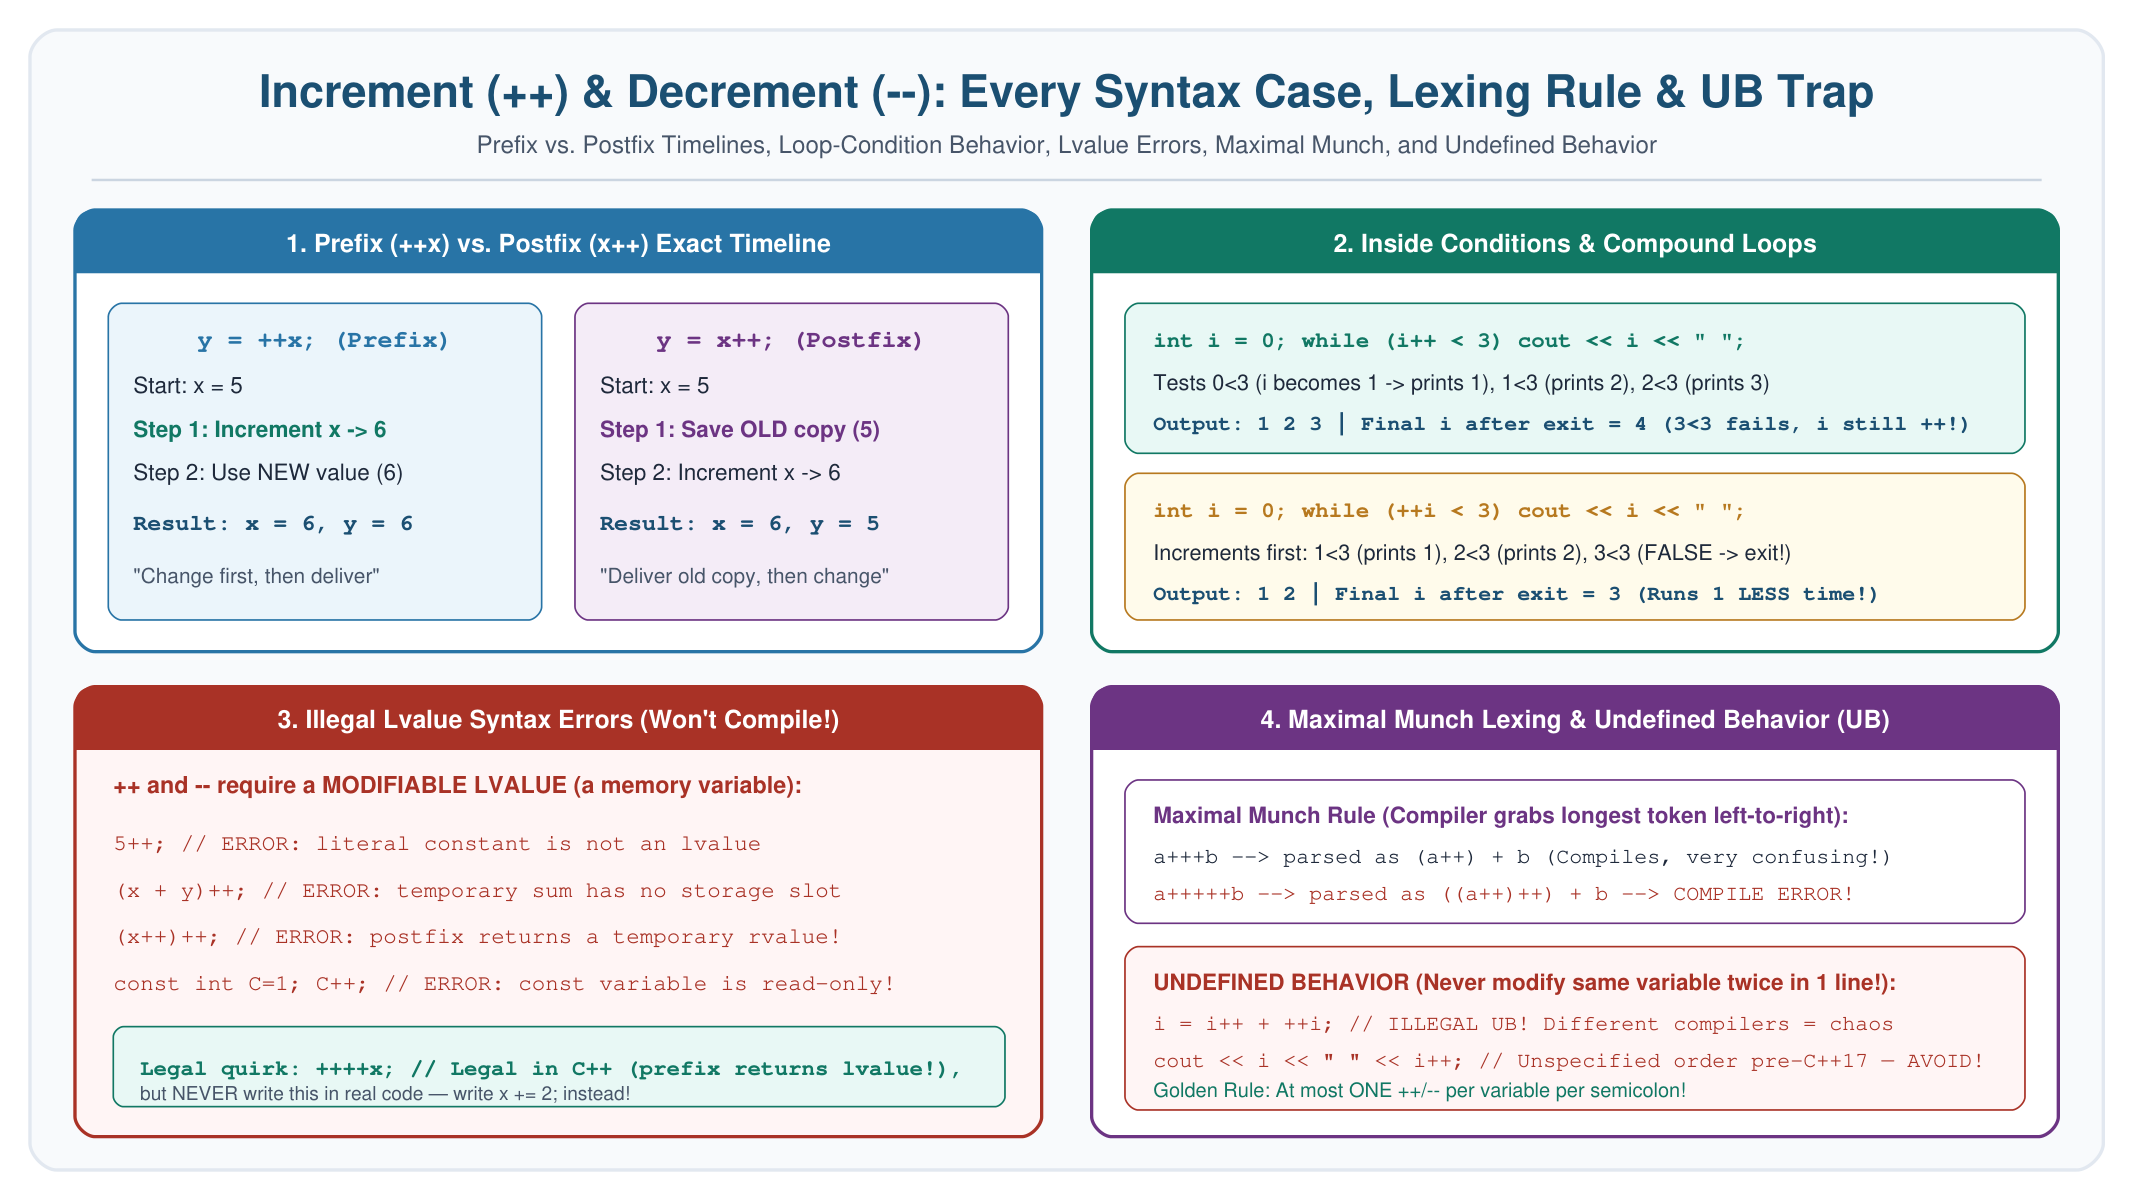 Increment (++) & Decrement (--): Every Syntax Case, Lexing Rule & UB Trap
Prefix vs. Postfix Timelines, Loop-Condition Behavior, Lvalue Errors, Maximal Munch, and Undefined Behavior
1. Prefix (++x) vs. Postfix (x++) Exact Timeline
y = ++x; (Prefix)
Start: x = 5
Step 1: Increment x -> 6
Step 2: Use NEW value (6)
Result: x = 6, y = 6
"Change first, then deliver"
y = x++; (Postfix)
Start: x = 5
Step 1: Save OLD copy (5)
Step 2: Increment x -> 6
Result: x = 6, y = 5
"Deliver old copy, then change"
2. Inside Conditions & Compound Loops
int i = 0; while (i++ < 3) cout << i << " ";
Tests 0<3 (i becomes 1 -> prints 1), 1<3 (prints 2), 2<3 (prints 3)
Output: 1 2 3 | Final i after exit = 4 (3<3 fails, i still ++!)
int i = 0; while (++i < 3) cout << i << " ";
Increments first: 1<3 (prints 1), 2<3 (prints 2), 3<3 (FALSE -> exit!)
Output: 1 2 | Final i after exit = 3 (Runs 1 LESS time!)
3. Illegal Lvalue Syntax Errors (Won't Compile!)
++ and -- require a MODIFIABLE LVALUE (a memory variable):
5++; // ERROR: literal constant is not an lvalue
(x + y)++; // ERROR: temporary sum has no storage slot
(x++)++; // ERROR: postfix returns a temporary rvalue!
const int C=1; C++; // ERROR: const variable is read-only!
Legal quirk: ++++x; // Legal in C++ (prefix returns lvalue!),
but NEVER write this in real code — write x += 2; instead!
4. Maximal Munch Lexing & Undefined Behavior (UB)
Maximal Munch Rule (Compiler grabs longest token left-to-right):
a+++b --> parsed as (a++) + b (Compiles, very confusing!)
a+++++b --> parsed as ((a++)++) + b --> COMPILE ERROR!
UNDEFINED BEHAVIOR (Never modify same variable twice in 1 line!):
i = i++ + ++i; // ILLEGAL UB! Different compilers = chaos
cout << i << " " << i++; // Unspecified order pre-C++17 — AVOID!
Golden Rule: At most ONE ++/-- per variable per semicolon!